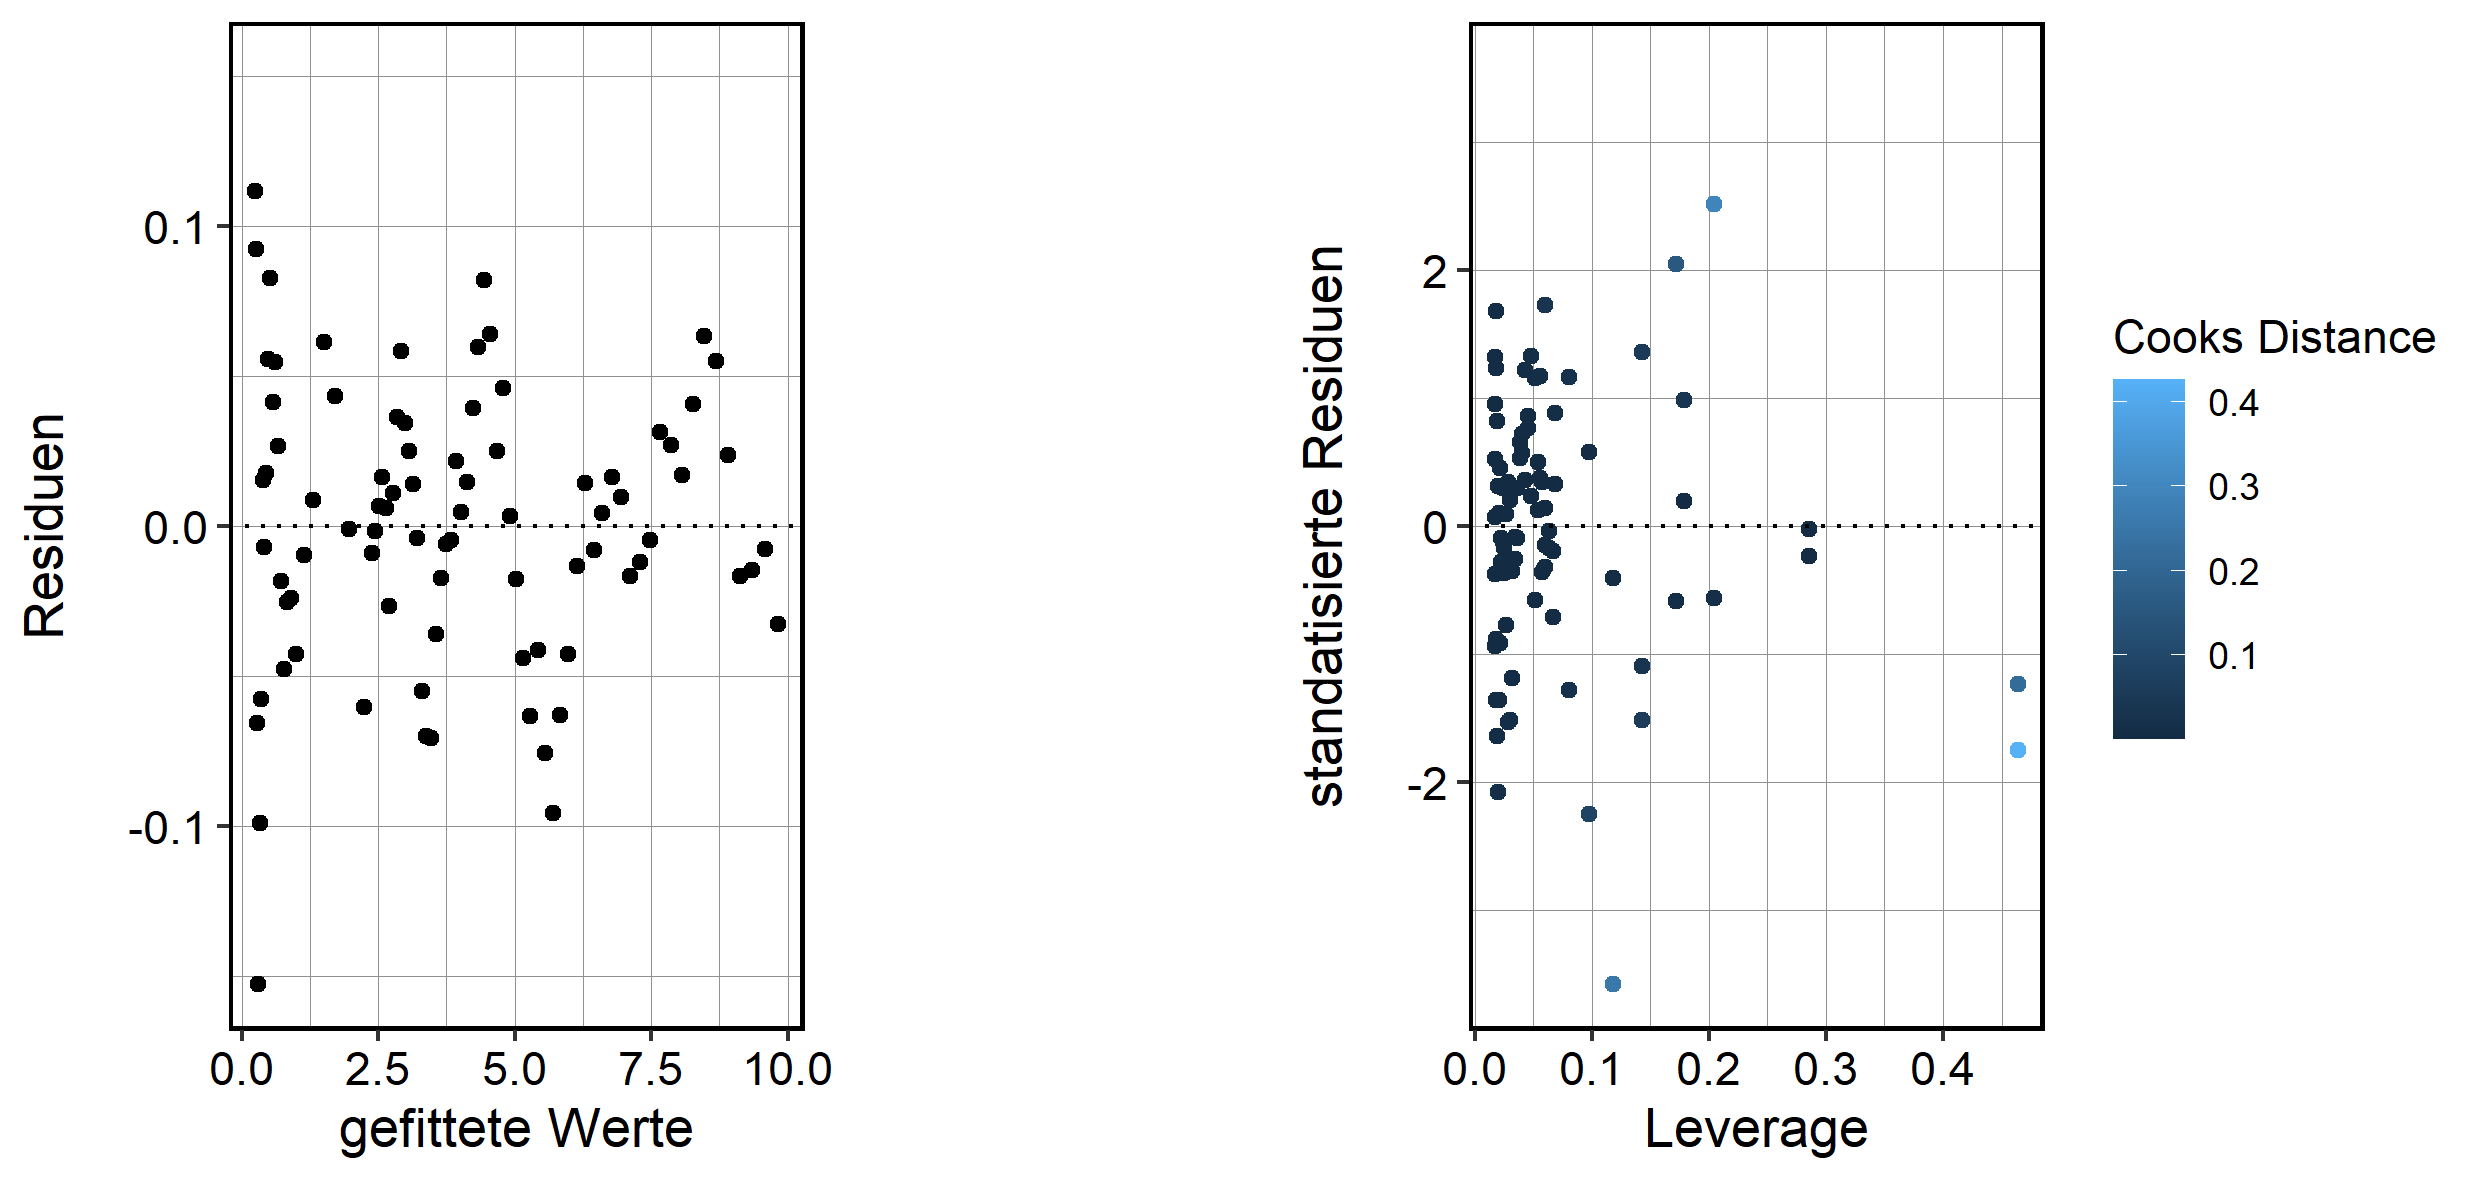 Residuen
0.1
0.0
-0.1
0.0 2.5 5.0 7.5 10.0
gefittete Werte
standatisierte Residuen
2
0
-2
0.0 0.1 0.2 0.3 0.4
Leverage
Cooks Distance
0.4
0.3
0.2
0.1